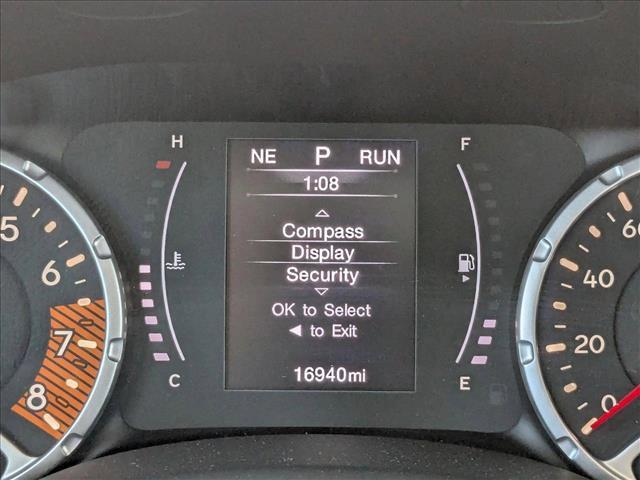 H
NE P RUN
F
1:08
Compass
Display
Security
OK to Select
◄ to Exit
16940mi
C
E
5
6
7
8
60
40
20
0